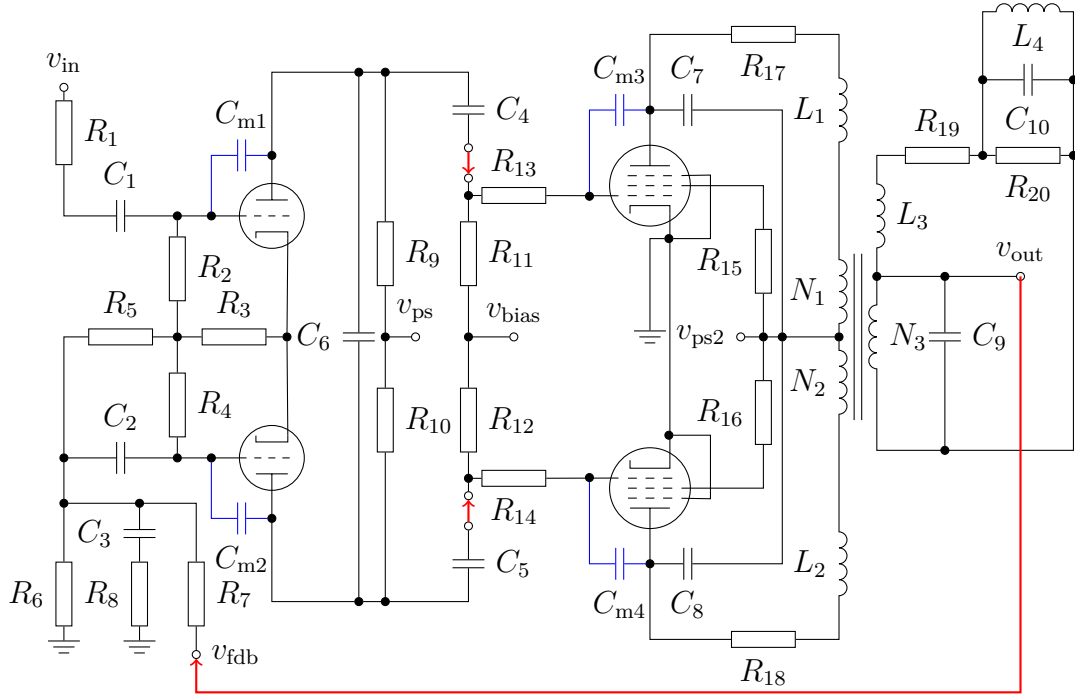 v_in
R_1
C_1
C_m1
R_2
R_5
R_3
C_2
R_4
C_m2
C_3
R_6
R_8
R_7
v_fdb
C_6
R_9
v_ps
R_10
C_4
R_13
R_11
v_bias
R_12
R_14
C_5
C_m3
C_7
R_17
L_1
R_15
v_ps2
R_16
N_1
N_2
N_3
L_2
C_m4
C_8
R_18
L_4
C_10
R_19
R_20
L_3
v_out
C_9